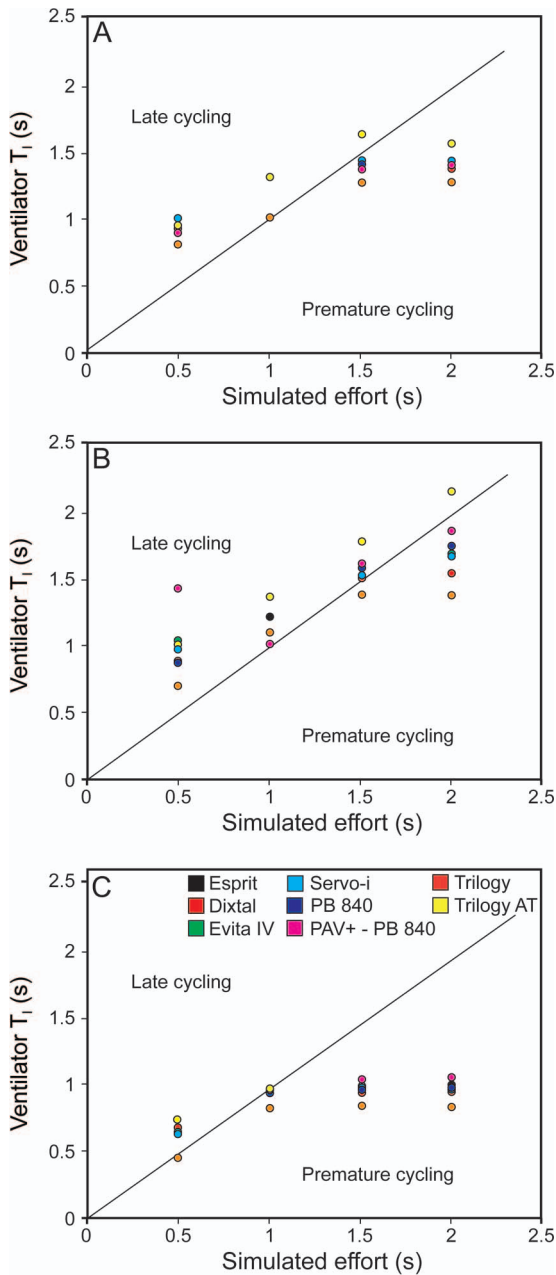 A
2.5
2
1.5
1
0.5
0
Ventilator TI (s)
Late cycling
Premature cycling
0 0.5 1 1.5 2 2.5
Simulated effort (s)
B
2.5
2
1.5
1
0.5
0
Ventilator TI (s)
Late cycling
Premature cycling
0 0.5 1 1.5 2 2.5
Simulated effort (s)
C
2.5
2
1.5
1
0.5
0
Ventilator TI (s)
Esprit Servo-i Trilogy
Dixtal PB 840 Trilogy AT
Evita IV PAV+ - PB 840
Late cycling
Premature cycling
0 0.5 1 1.5 2 2.5
Simulated effort (s)